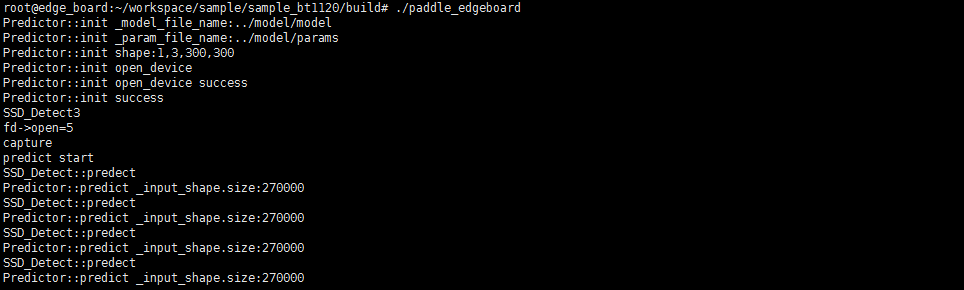 root@edge_board:~/workspace/sample/sample_bt1120/build# ./paddle_edgeboard
Predictor::init _model_file_name:../model/model
Predictor::init _param_file_name:../model/params
Predictor::init shape:1,3,300,300
Predictor::init open_device
Predictor::init open_device success
Predictor::init success
SSD_Detect3
fd->open=5
capture
predict start
SSD_Detect::predect
Predictor::predict _input_shape.size:270000
SSD_Detect::predect
Predictor::predict _input_shape.size:270000
SSD_Detect::predect
Predictor::predict _input_shape.size:270000
SSD_Detect::predect
Predictor::predict _input_shape.size:270000